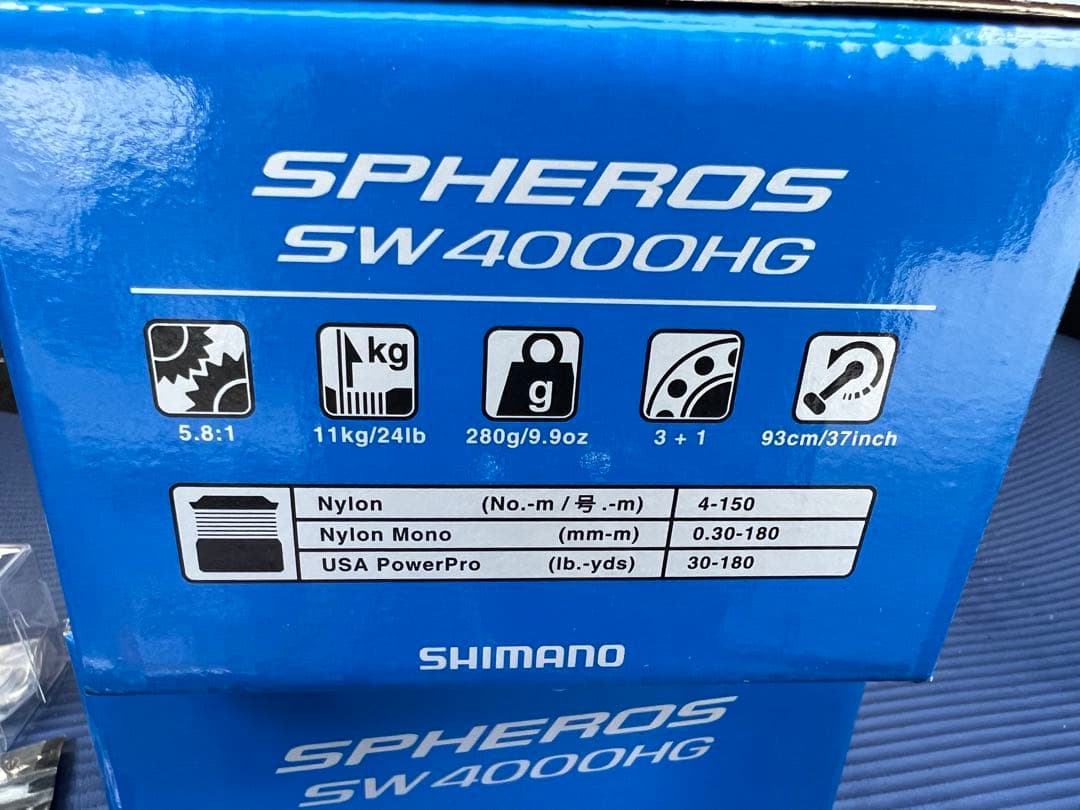 SPHEROS
SW4000HG
kg
g
5.8:1 11kg/24lb 280g/9.9oz 3 + 1 93cm/37inch
Nylon (No.-m / 号.-m) 4-150
Nylon Mono (mm-m) 0.30-180
USA PowerPro (lb.-yds) 30-180
SHIMANO
SPHEROS
SW4000HG